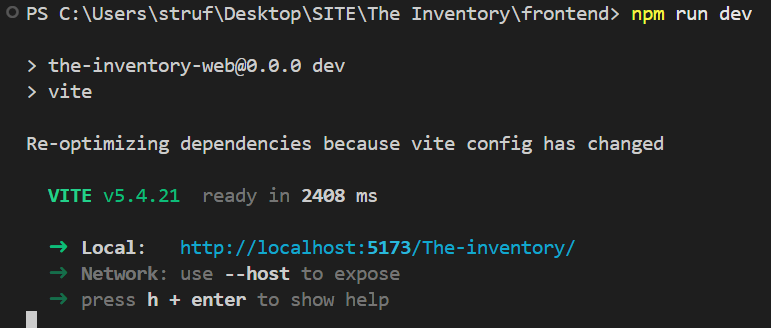 PS C:\Users\struf\Desktop\SITE\The Inventory\frontend> npm run dev
> the-inventory-web@0.0.0 dev
> vite
Re-optimizing dependencies because vite config has changed
VITE v5.4.21 ready in 2408 ms
➜ Local: http://localhost:5173/The-inventory/
➜ Network: use --host to expose
➜ press h + enter to show help